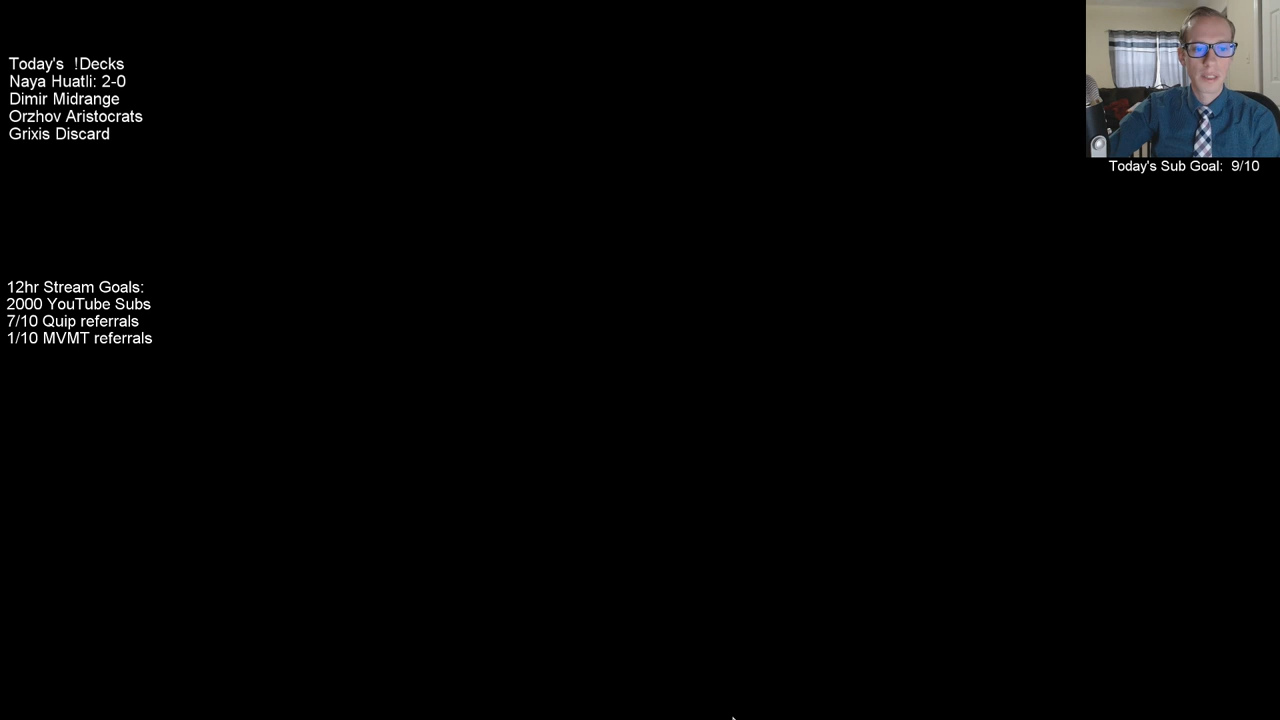 Today's  !Decks
Naya Huatli: 2-0
Dimir Midrange
Orzhov Aristocrats
Grixis Discard
Today's Sub Goal:  9/10
12hr Stream Goals:
2000 YouTube Subs
7/10 Quip referrals
1/10 MVMT referrals